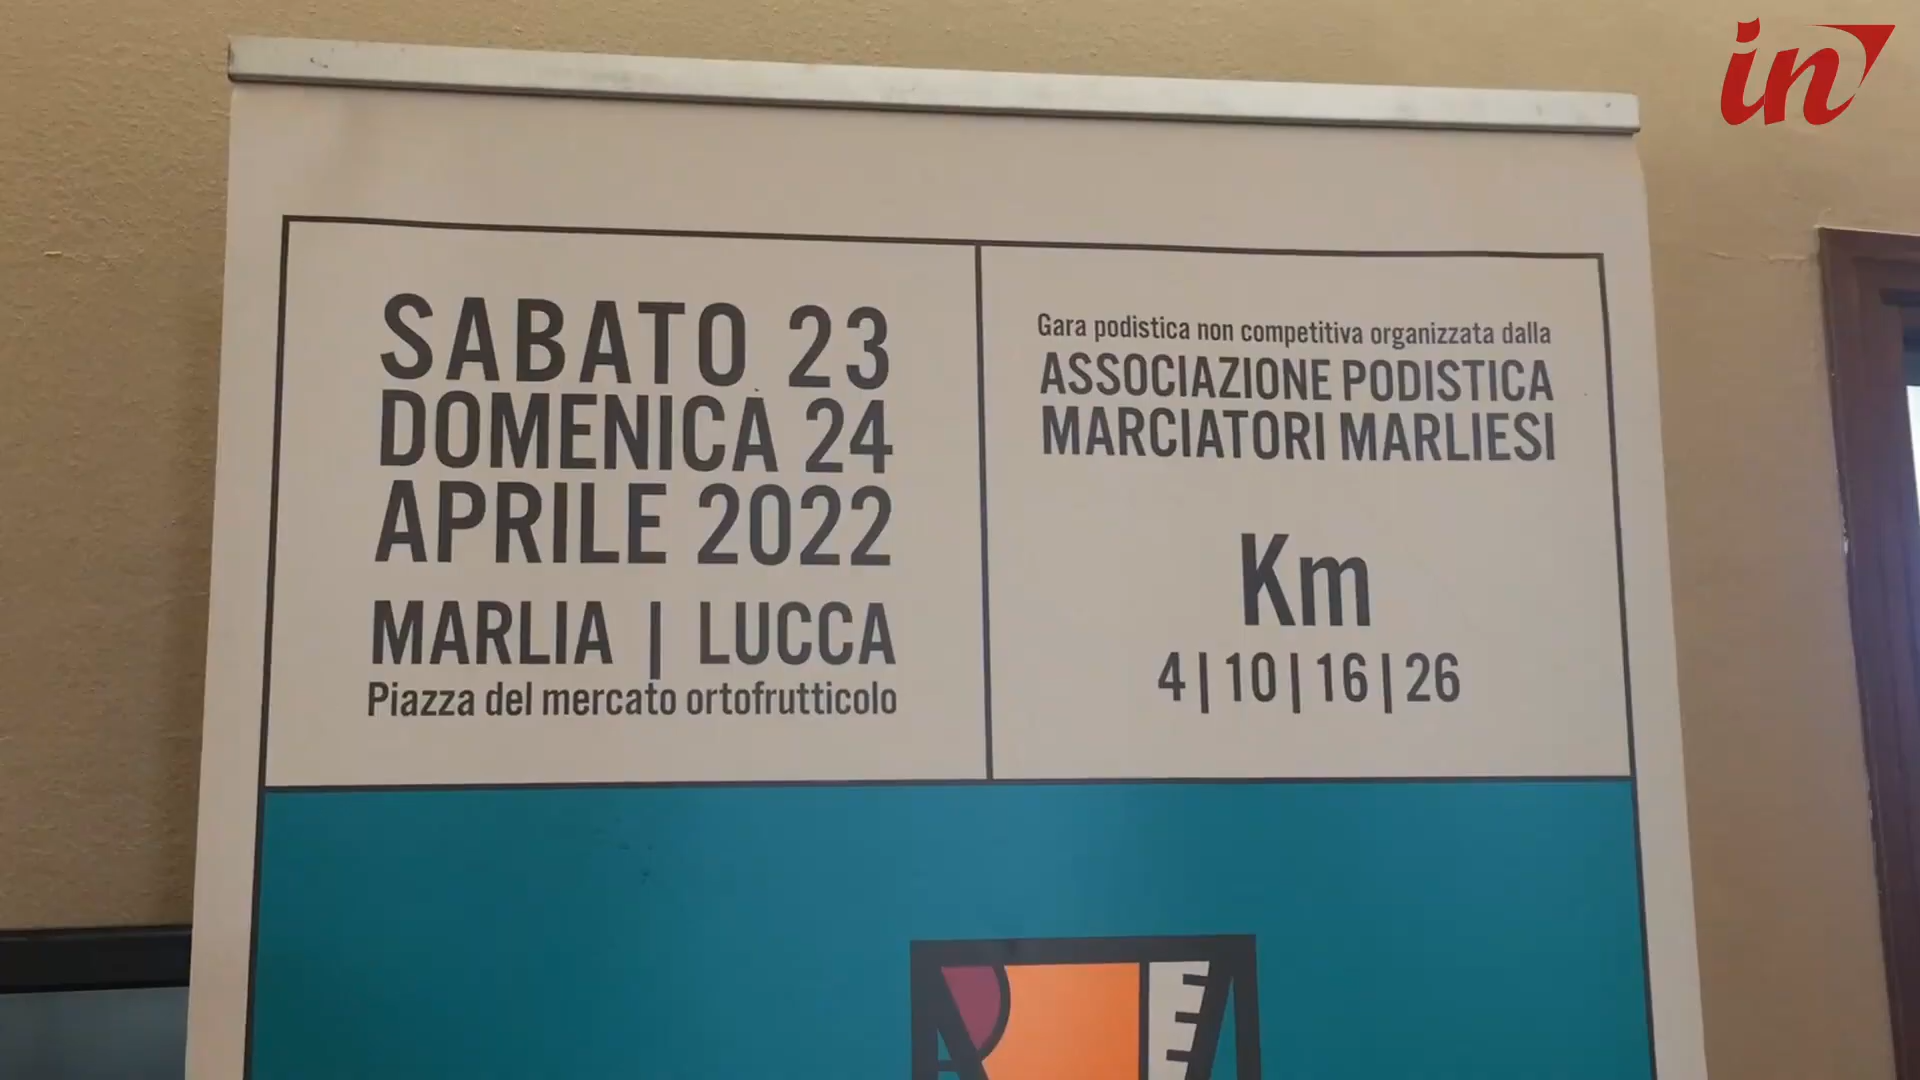 in
SABATO 23
DOMENICA 24
APRILE 2022
MARLIA | LUCCA
Piazza del mercato ortofrutticolo
Gara podistica non competitiva organizzata dalla
ASSOCIAZIONE PODISTICA
MARCIATORI MARLIESI
Km
4 | 10 | 16 | 26